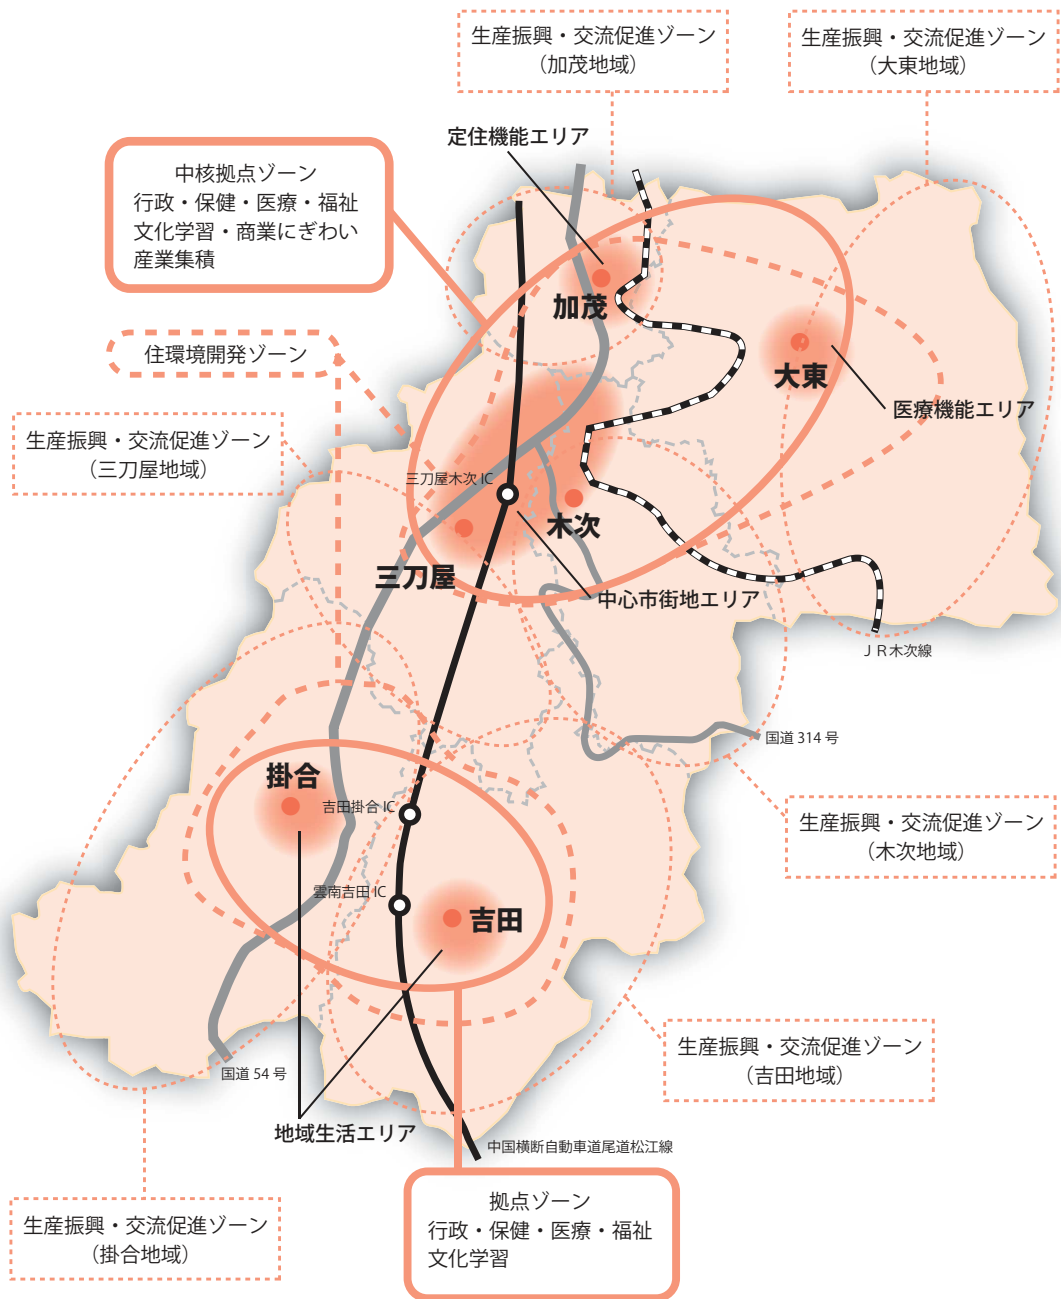 生産振興・交流促進ゾーン
（加茂地域）
生産振興・交流促進ゾーン
（大東地域）
定住機能エリア
中核拠点ゾーン
行政・保健・医療・福祉
文化学習・商業にぎわい
産業集積
加茂
住環境開発ゾーン
大東
医療機能エリア
生産振興・交流促進ゾーン
（三刀屋地域）
三刀屋木次 IC
木次
三刀屋
中心市街地エリア
ＪＲ木次線
国道 314 号
掛合
吉田掛合 IC
生産振興・交流促進ゾーン
（木次地域）
雲南吉田 IC
吉田
生産振興・交流促進ゾーン
（吉田地域）
国道 54 号
地域生活エリア
中国横断自動車道尾道松江線
拠点ゾーン
行政・保健・医療・福祉
文化学習
生産振興・交流促進ゾーン
（掛合地域）